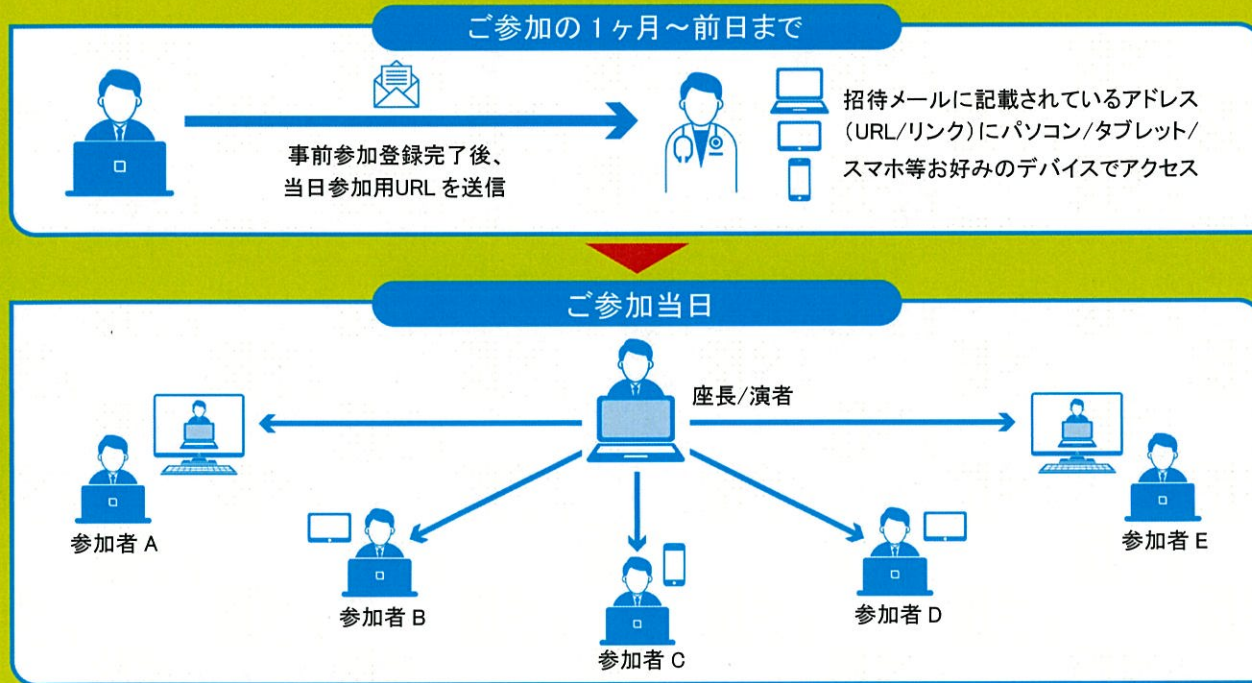 ご参加の1ヶ月～前日まで
事前参加登録完了後、
当日参加用URLを送信
招待メールに記載されているアドレス
（URL/リンク）にパソコン/タブレット/
スマホ等お好みのデバイスでアクセス
ご参加当日
座長/演者
参加者 A
参加者 B
参加者 C
参加者 D
参加者 E